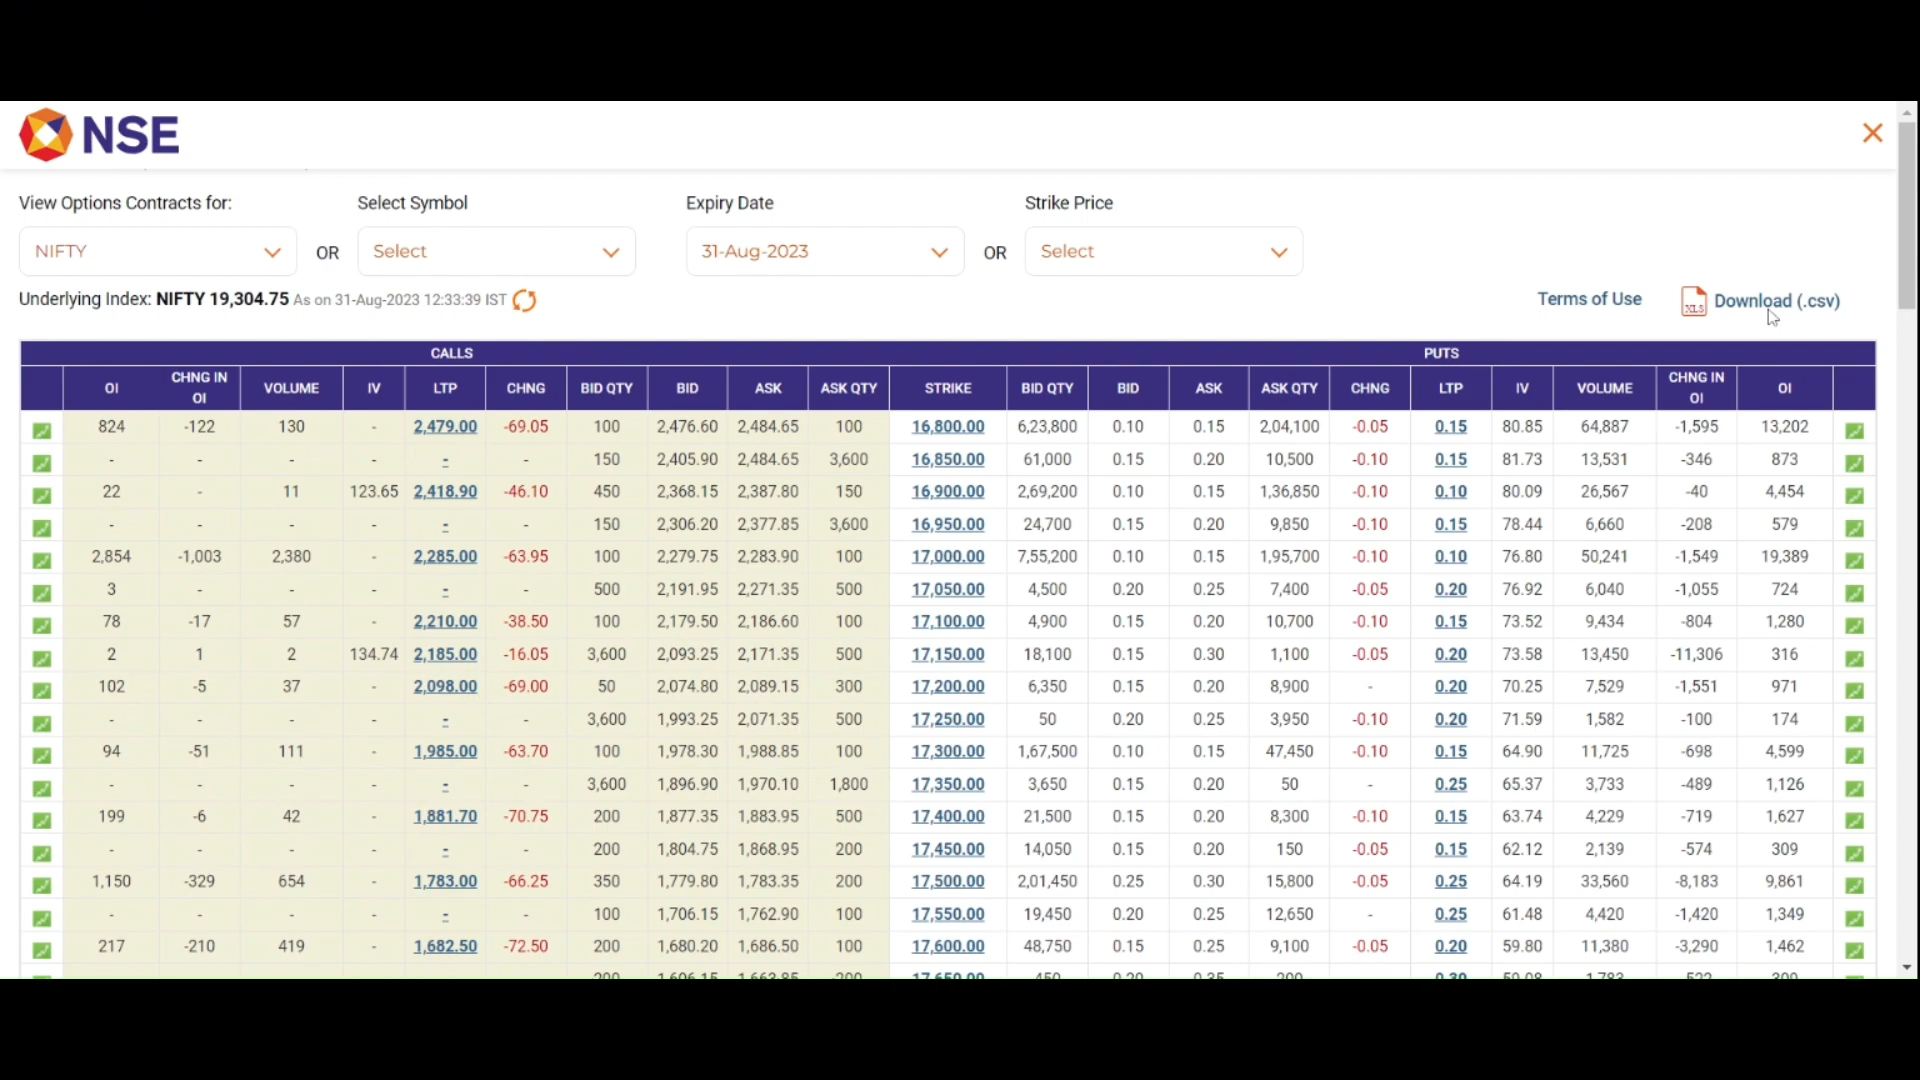 NSE
View Options Contracts for: Select Symbol Expiry Date Strike Price
NIFTY OR Select 31-Aug-2023 OR Select
Underlying Index: NIFTY 19,304.75 As on 31-Aug-2023 12:33:39 IST Terms of Use XLS Download (.csv)
CALLS PUTS
OI CHNG IN OI VOLUME IV LTP CHNG BID QTY BID ASK ASK QTY STRIKE BID QTY BID ASK ASK QTY CHNG LTP IV VOLUME CHNG IN OI OI
824 -122 130 - 2,479.00 -69.05 100 2,476.60 2,484.65 100 16,800.00 6,23,800 0.10 0.15 2,04,100 -0.05 0.15 80.85 64,887 -1,595 13,202
- - - - - - 150 2,405.90 2,484.65 3,600 16,850.00 61,000 0.15 0.20 10,500 -0.10 0.15 81.73 13,531 -346 873
22 - 11 123.65 2,418.90 -46.10 450 2,368.15 2,387.80 150 16,900.00 2,69,200 0.10 0.15 1,36,850 -0.10 0.10 80.09 26,567 -40 4,454
- - - - - - 150 2,306.20 2,377.85 3,600 16,950.00 24,700 0.15 0.20 9,850 -0.10 0.15 78.44 6,660 -208 579
2,854 -1,003 2,380 - 2,285.00 -63.95 100 2,279.75 2,283.90 100 17,000.00 7,55,200 0.10 0.15 1,95,700 -0.10 0.10 76.80 50,241 -1,549 19,389
3 - - - - - 500 2,191.95 2,271.35 500 17,050.00 4,500 0.20 0.25 7,400 -0.05 0.20 76.92 6,040 -1,055 724
78 -17 57 - 2,210.00 -38.50 100 2,179.50 2,186.60 100 17,100.00 4,900 0.15 0.20 10,700 -0.10 0.15 73.52 9,434 -804 1,280
2 1 2 134.74 2,185.00 -16.05 3,600 2,093.25 2,171.35 500 17,150.00 18,100 0.15 0.30 1,100 -0.05 0.20 73.58 13,450 -11,306 316
102 -5 37 - 2,098.00 -69.00 50 2,074.80 2,089.15 300 17,200.00 6,350 0.15 0.20 8,900 - 0.20 70.25 7,529 -1,551 971
- - - - - - 3,600 1,993.25 2,071.35 500 17,250.00 50 0.20 0.25 3,950 -0.10 0.20 71.59 1,582 -100 174
94 -51 111 - 1,985.00 -63.70 100 1,978.30 1,988.85 100 17,300.00 1,67,500 0.10 0.15 47,450 -0.10 0.15 64.90 11,725 -698 4,599
- - - - - - 3,600 1,896.90 1,970.10 1,800 17,350.00 3,650 0.15 0.20 50 - 0.25 65.37 3,733 -489 1,126
199 -6 42 - 1,881.70 -70.75 200 1,877.35 1,883.95 500 17,400.00 21,500 0.15 0.20 8,300 -0.10 0.15 63.74 4,229 -719 1,627
- - - - - - 200 1,804.75 1,868.95 200 17,450.00 14,050 0.15 0.20 150 -0.05 0.15 62.12 2,139 -574 309
1,150 -329 654 - 1,783.00 -66.25 350 1,779.80 1,783.35 200 17,500.00 2,01,450 0.25 0.30 15,800 -0.05 0.25 64.19 33,560 -8,183 9,861
- - - - - - 100 1,706.15 1,762.90 100 17,550.00 19,450 0.20 0.25 12,650 - 0.25 61.48 4,420 -1,420 1,349
217 -210 419 - 1,682.50 -72.50 200 1,680.20 1,686.50 100 17,600.00 48,750 0.15 0.25 9,100 -0.05 0.20 59.80 11,380 -3,290 1,462